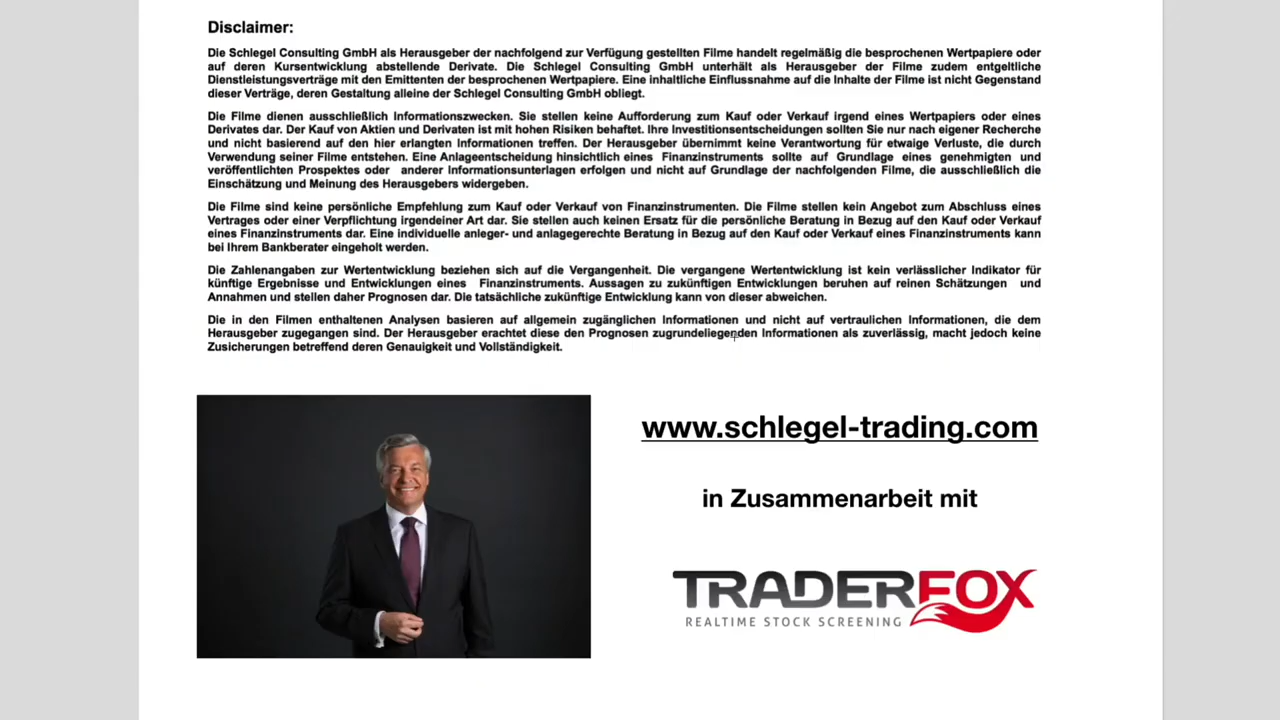 Disclaimer:
Die Schlegel Consulting GmbH als Herausgeber der nachfolgend zur Verfügung gestellten Filme handelt regelmäßig die besprochenen Wertpapiere oder
auf deren Kursentwicklung abstellende Derivate. Die Schlegel Consulting GmbH unterhält als Herausgeber der Filme zudem entgeltliche
Dienstleistungsverträge mit den Emittenten der besprochenen Wertpapiere. Eine inhaltliche Einflussnahme auf die Inhalte der Filme ist nicht Gegenstand
dieser Verträge, deren Gestaltung alleine der Schlegel Consulting GmbH obliegt.
Die Filme dienen ausschließlich Informationszwecken. Sie stellen keine Aufforderung zum Kauf oder Verkauf irgend eines Wertpapiers oder eines
Derivates dar. Der Kauf von Aktien und Derivaten ist mit hohen Risiken behaftet. Ihre Investitionsentscheidungen sollten Sie nur nach eigener Recherche
und nicht basierend auf den hier erlangten Informationen treffen. Der Herausgeber übernimmt keine Verantwortung für etwaige Verluste, die durch
Verwendung seiner Filme entstehen. Eine Anlageentscheidung hinsichtlich eines Finanzinstruments sollte auf Grundlage eines genehmigten und
veröffentlichten Prospektes oder anderer Informationsunterlagen erfolgen und nicht auf Grundlage der nachfolgenden Filme, die ausschließlich die
Einschätzung und Meinung des Herausgebers widergeben.
Die Filme sind keine persönliche Empfehlung zum Kauf oder Verkauf von Finanzinstrumenten. Die Filme stellen kein Angebot zum Abschluss eines
Vertrages oder einer Verpflichtung irgendeiner Art dar. Sie stellen auch keinen Ersatz für die persönliche Beratung in Bezug auf den Kauf oder Verkauf
eines Finanzinstruments dar. Eine individuelle anleger- und anlagegerechte Beratung in Bezug auf den Kauf oder Verkauf eines Finanzinstruments kann
bei Ihrem Bankberater eingeholt werden.
Die Zahlenangaben zur Wertentwicklung beziehen sich auf die Vergangenheit. Die vergangene Wertentwicklung ist kein verlässlicher Indikator für
künftige Ergebnisse und Entwicklungen eines Finanzinstruments. Aussagen zu zukünftigen Entwicklungen beruhen auf reinen Schätzungen und
Annahmen und stellen daher Prognosen dar. Die tatsächliche zukünftige Entwicklung kann von dieser abweichen.
Die in den Filmen enthaltenen Analysen basieren auf allgemein zugänglichen Informationen und nicht auf vertraulichen Informationen, die dem
Herausgeber zugegangen sind. Der Herausgeber erachtet diese den Prognosen zugrundeliegenden Informationen als zuverlässig, macht jedoch keine
Zusicherungen betreffend deren Genauigkeit und Vollständigkeit.
www.schlegel-trading.com
in Zusammenarbeit mit
TRADERFOX
REALTIME STOCK SCREENING